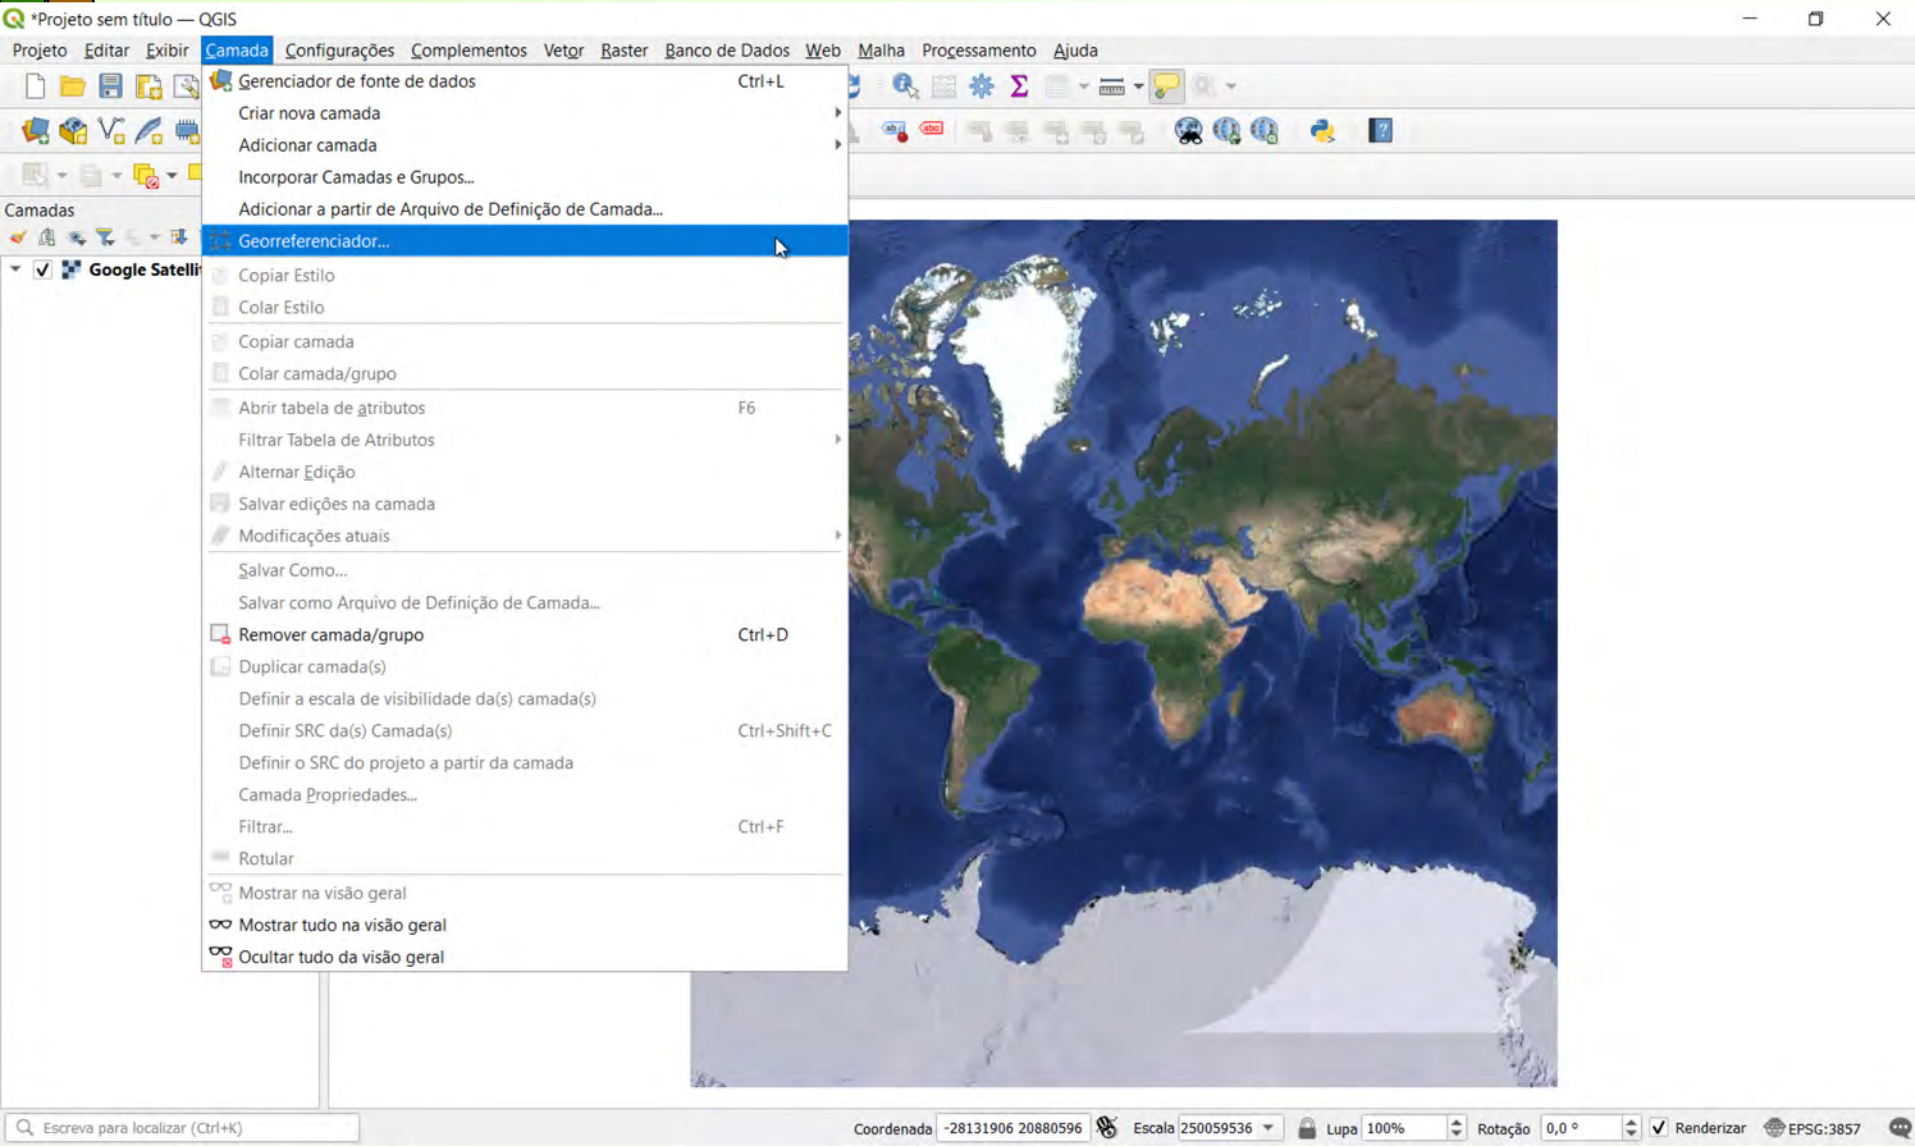 *Projeto sem título — QGIS
Projeto Editar Exibir Camada Configurações Complementos Vetor Raster Banco de Dados Web Malha Processamento Ajuda
Gerenciador de fonte de dados Ctrl+L
Criar nova camada
Adicionar camada
Incorporar Camadas e Grupos...
Camadas
Adicionar a partir de Arquivo de Definição de Camada...
Georreferenciador...
Google Satelli
Copiar Estilo
Colar Estilo
Copiar camada
Colar camada/grupo
Abrir tabela de atributos F6
Filtrar Tabela de Atributos
Alternar Edição
Salvar edições na camada
Modificações atuais
Salvar Como...
Salvar como Arquivo de Definição de Camada...
Remover camada/grupo Ctrl+D
Duplicar camada(s)
Definir a escala de visibilidade da(s) camada(s)
Definir SRC da(s) Camada(s) Ctrl+Shift+C
Definir o SRC do projeto a partir da camada
Camada Propriedades...
Filtrar... Ctrl+F
Rotular
Mostrar na visão geral
Mostrar tudo na visão geral
Ocultar tudo da visão geral
Escreva para localizar (Ctrl+K) Coordenada -28131906 20880596 Escala 250059536 Lupa 100% Rotação 0,0 ° Renderizar EPSG:3857